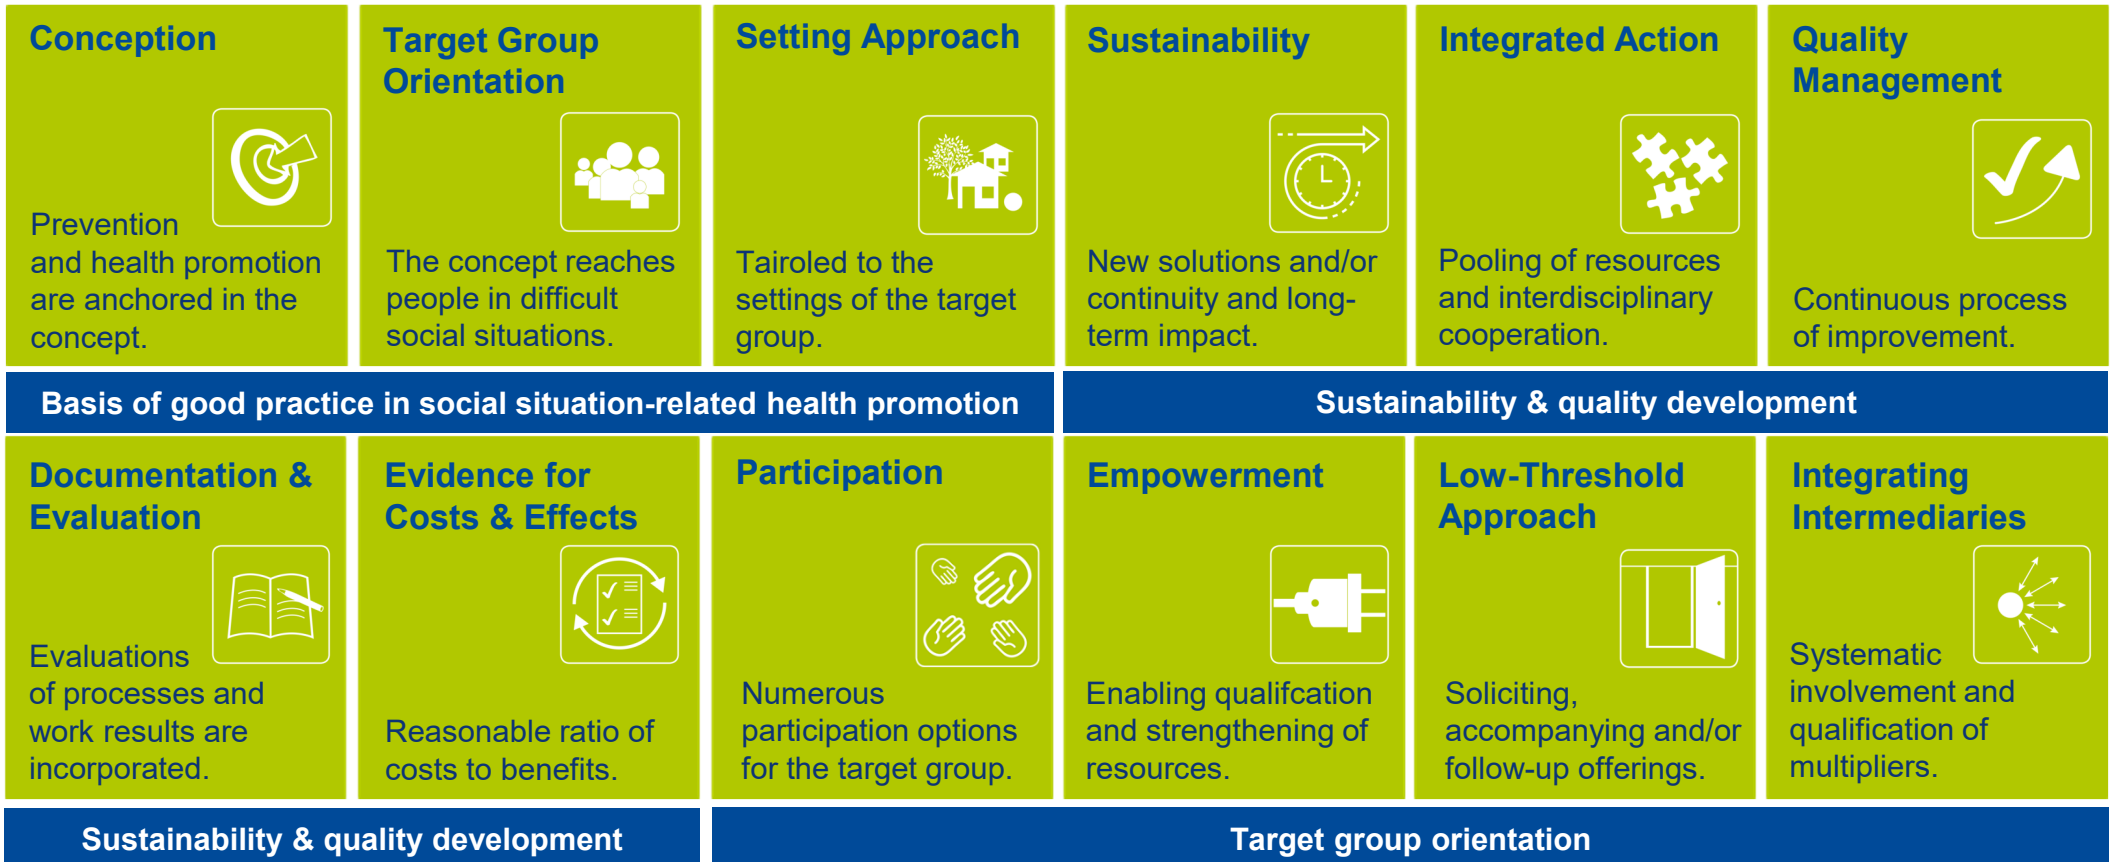 Conception
Prevention
and health promotion
are anchored in the
concept.
Target Group
Orientation
The concept reaches
people in difficult
social situations.
Setting Approach
Tairoled to the
settings of the target
group.
Sustainability
New solutions and/or
continuity and long-
term impact.
Integrated Action
Pooling of resources
and interdisciplinary
cooperation.
Quality
Management
Continuous process
of improvement.
Basis of good practice in social situation-related health promotion
Sustainability & quality development
Documentation &
Evaluation
Evaluations
of processes and
work results are
incorporated.
Evidence for
Costs & Effects
Reasonable ratio of
costs to benefits.
Participation
Numerous
participation options
for the target group.
Empowerment
Enabling qualifcation
and strengthening of
resources.
Low-Threshold
Approach
Soliciting,
accompanying and/or
follow-up offerings.
Integrating
Intermediaries
Systematic
involvement and
qualification of
multipliers.
Sustainability & quality development
Target group orientation